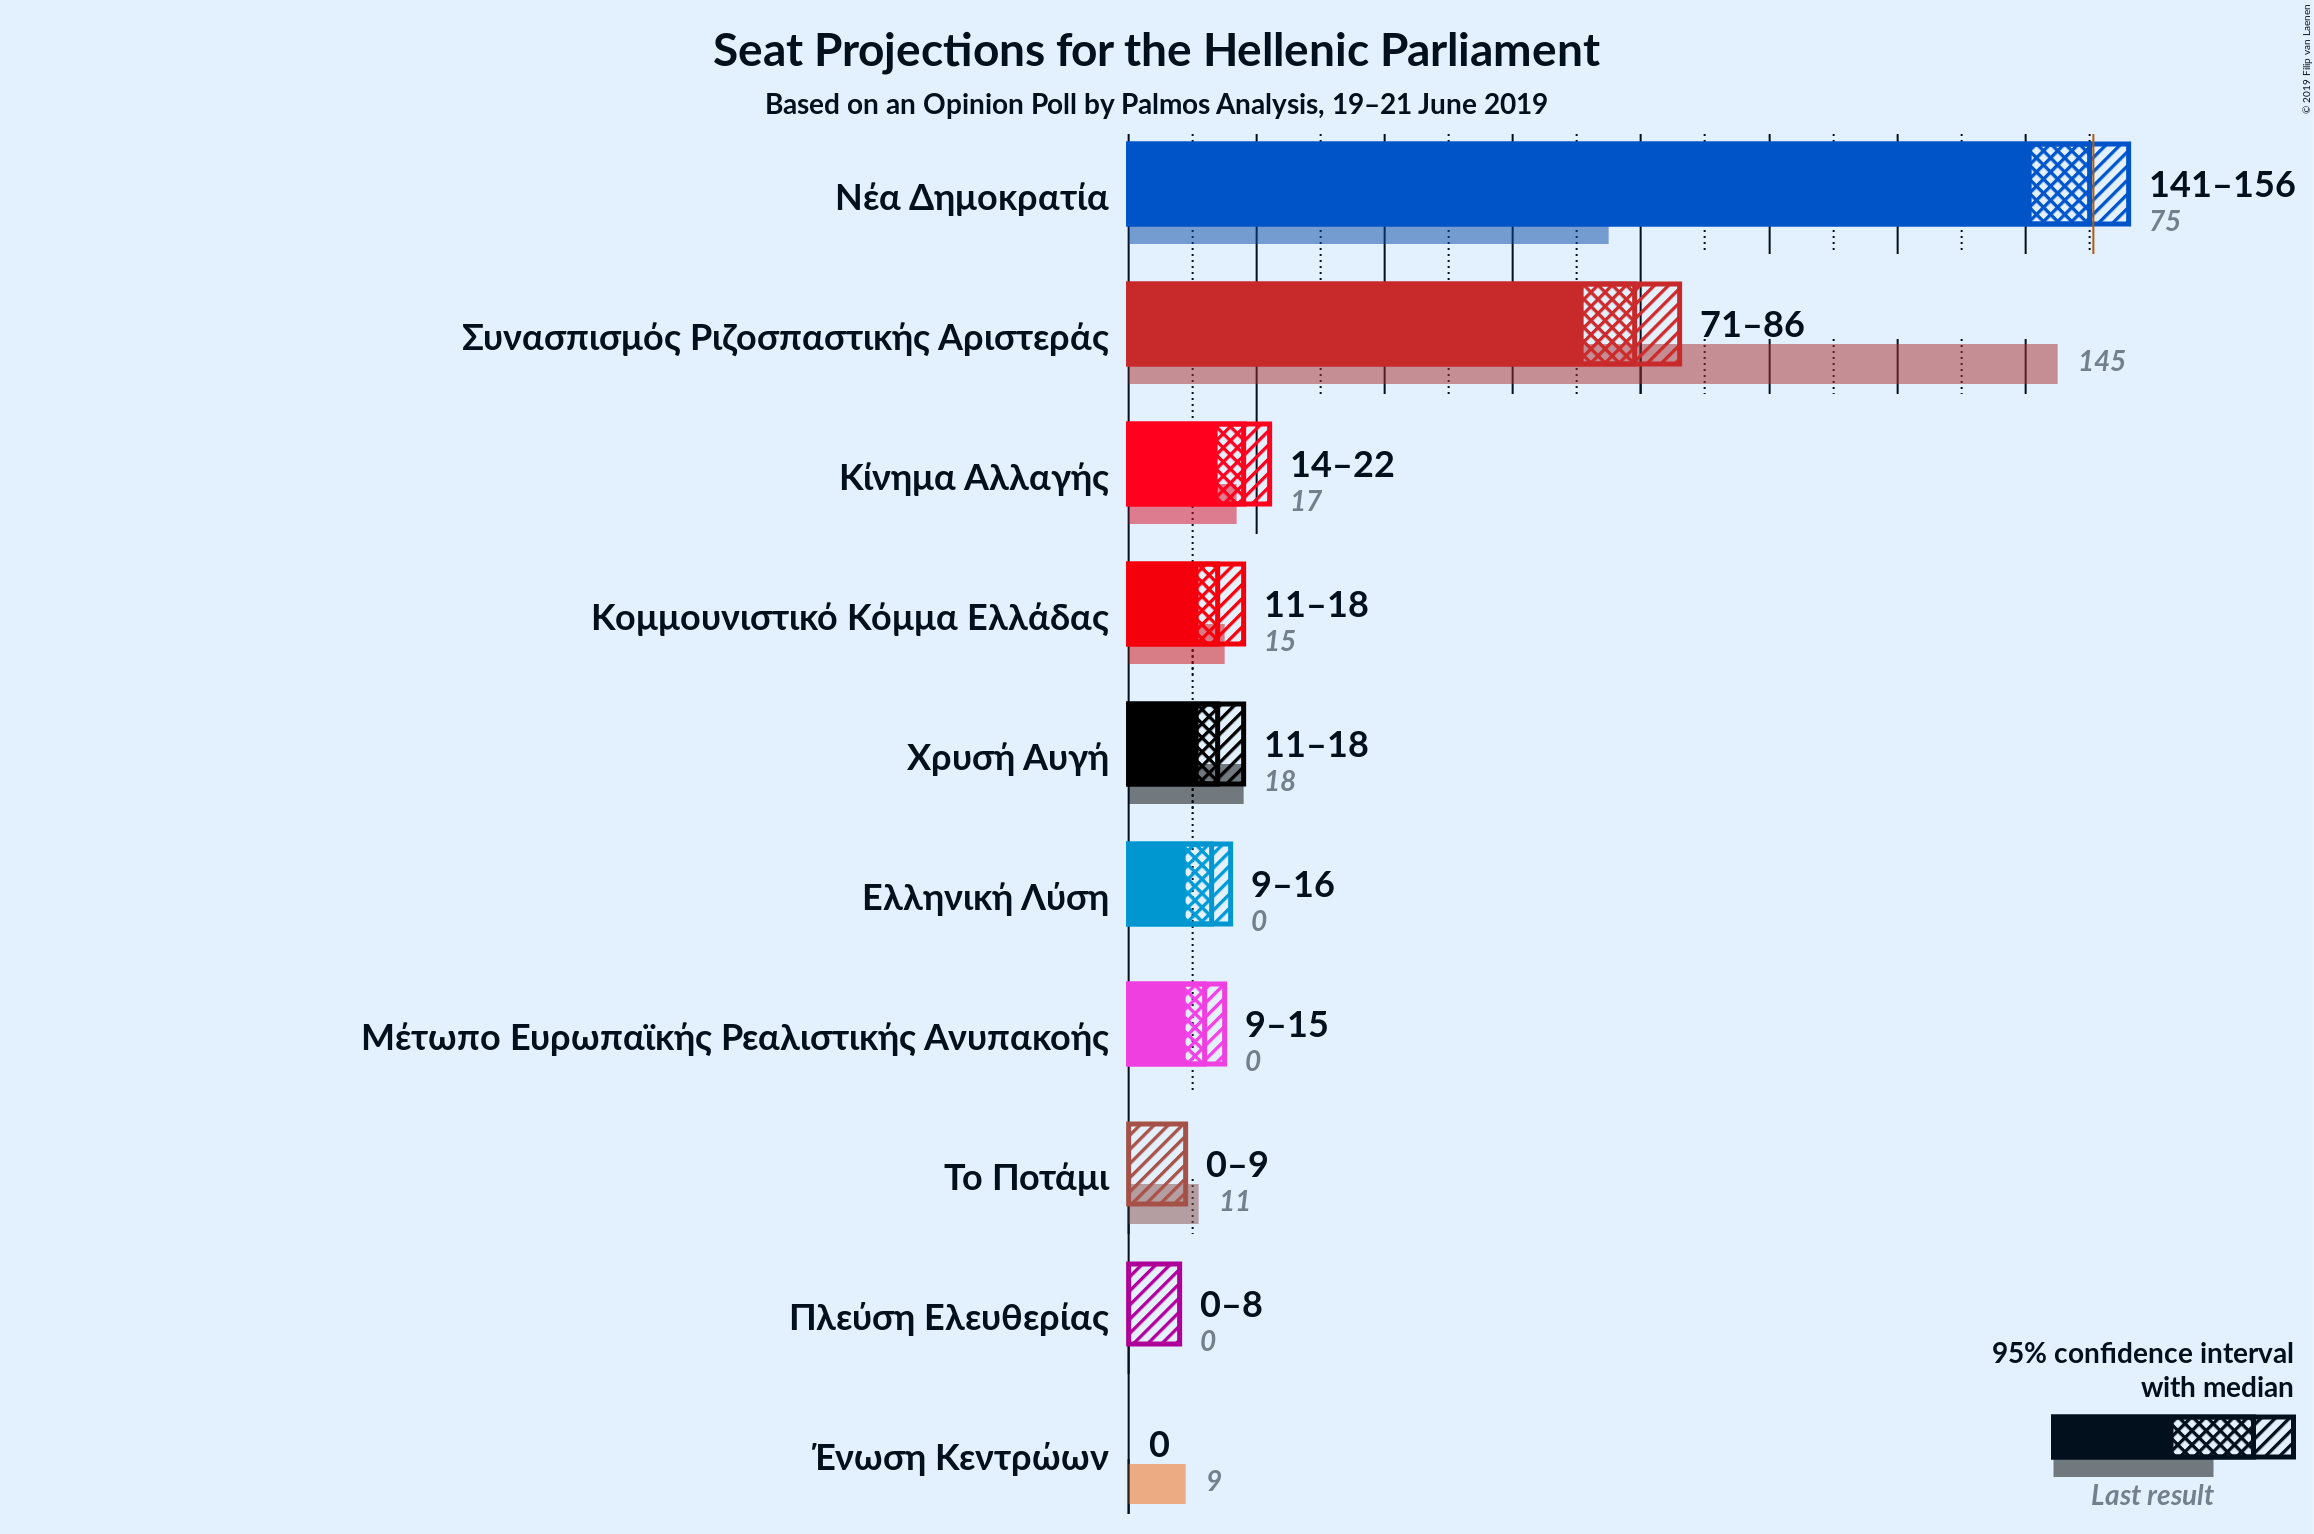 Seat Projections for the Hellenic Parliament
Based on an Opinion Poll by Palmos Analysis, 19–21 June 2019
© 2019 Filip van Laenen
Νέα Δημοκρατία
141–156
75
Συνασπισμός Ριζοσπαστικής Αριστεράς
71–86
145
Κίνημα Αλλαγής
14–22
17
Κομμουνιστικό Κόμμα Ελλάδας
11–18
15
Χρυσή Αυγή
11–18
18
Ελληνική Λύση
9–16
0
Μέτωπο Ευρωπαϊκής Ρεαλιστικής Ανυπακοής
9–15
0
Το Ποτάμι
0–9
11
Πλεύση Ελευθερίας
0–8
0
Ένωση Κεντρώων
0
9
95% confidence interval
with median
Last result